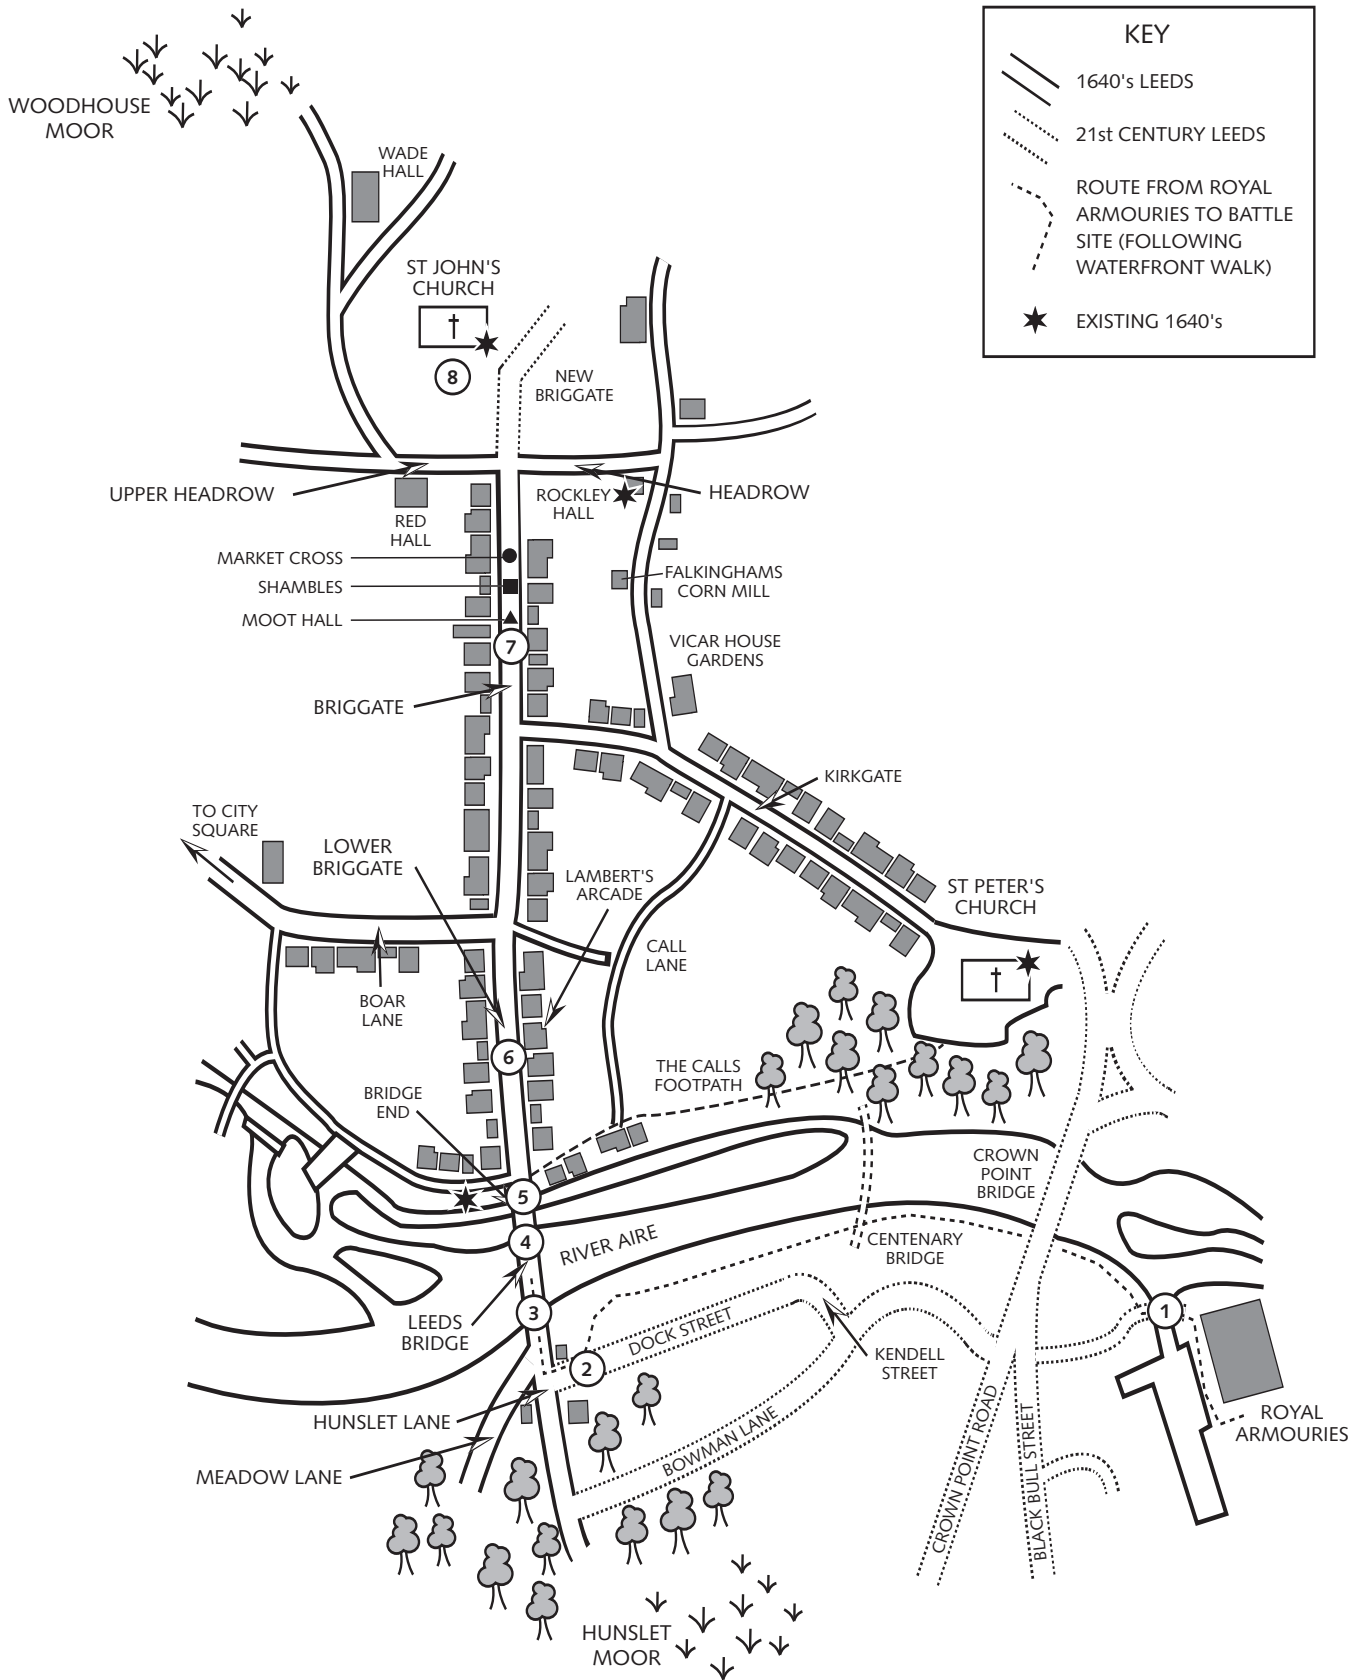 KEY
1640's LEEDS
21st CENTURY LEEDS
ROUTE FROM ROYAL
ARMOURIES TO BATTLE
SITE (FOLLOWING
WATERFRONT WALK)
EXISTING 1640's
WOODHOUSE
MOOR
WADE
HALL
ST JOHN'S
CHURCH
8
NEW
BRIGGATE
UPPER HEADROW
RED
HALL
ROCKLEY
HALL
HEADROW
MARKET CROSS
SHAMBLES
MOOT HALL
FALKINGHAMS
CORN MILL
7
VICAR HOUSE
GARDENS
BRIGGATE
KIRKGATE
TO CITY
SQUARE
LOWER
BRIGGATE
LAMBERT'S
ARCADE
ST PETER'S
CHURCH
CALL
LANE
BOAR
LANE
6
THE CALLS
FOOTPATH
BRIDGE
END
CROWN
POINT
BRIDGE
5
4
RIVER AIRE
CENTENARY
BRIDGE
3
LEEDS
BRIDGE
DOCK STREET
1
2
KENDELL
STREET
HUNSLET LANE
ROYAL
ARMOURIES
MEADOW LANE
BOWMAN LANE
CROWN POINT ROAD
BLACK BULL STREET
HUNSLET
MOOR